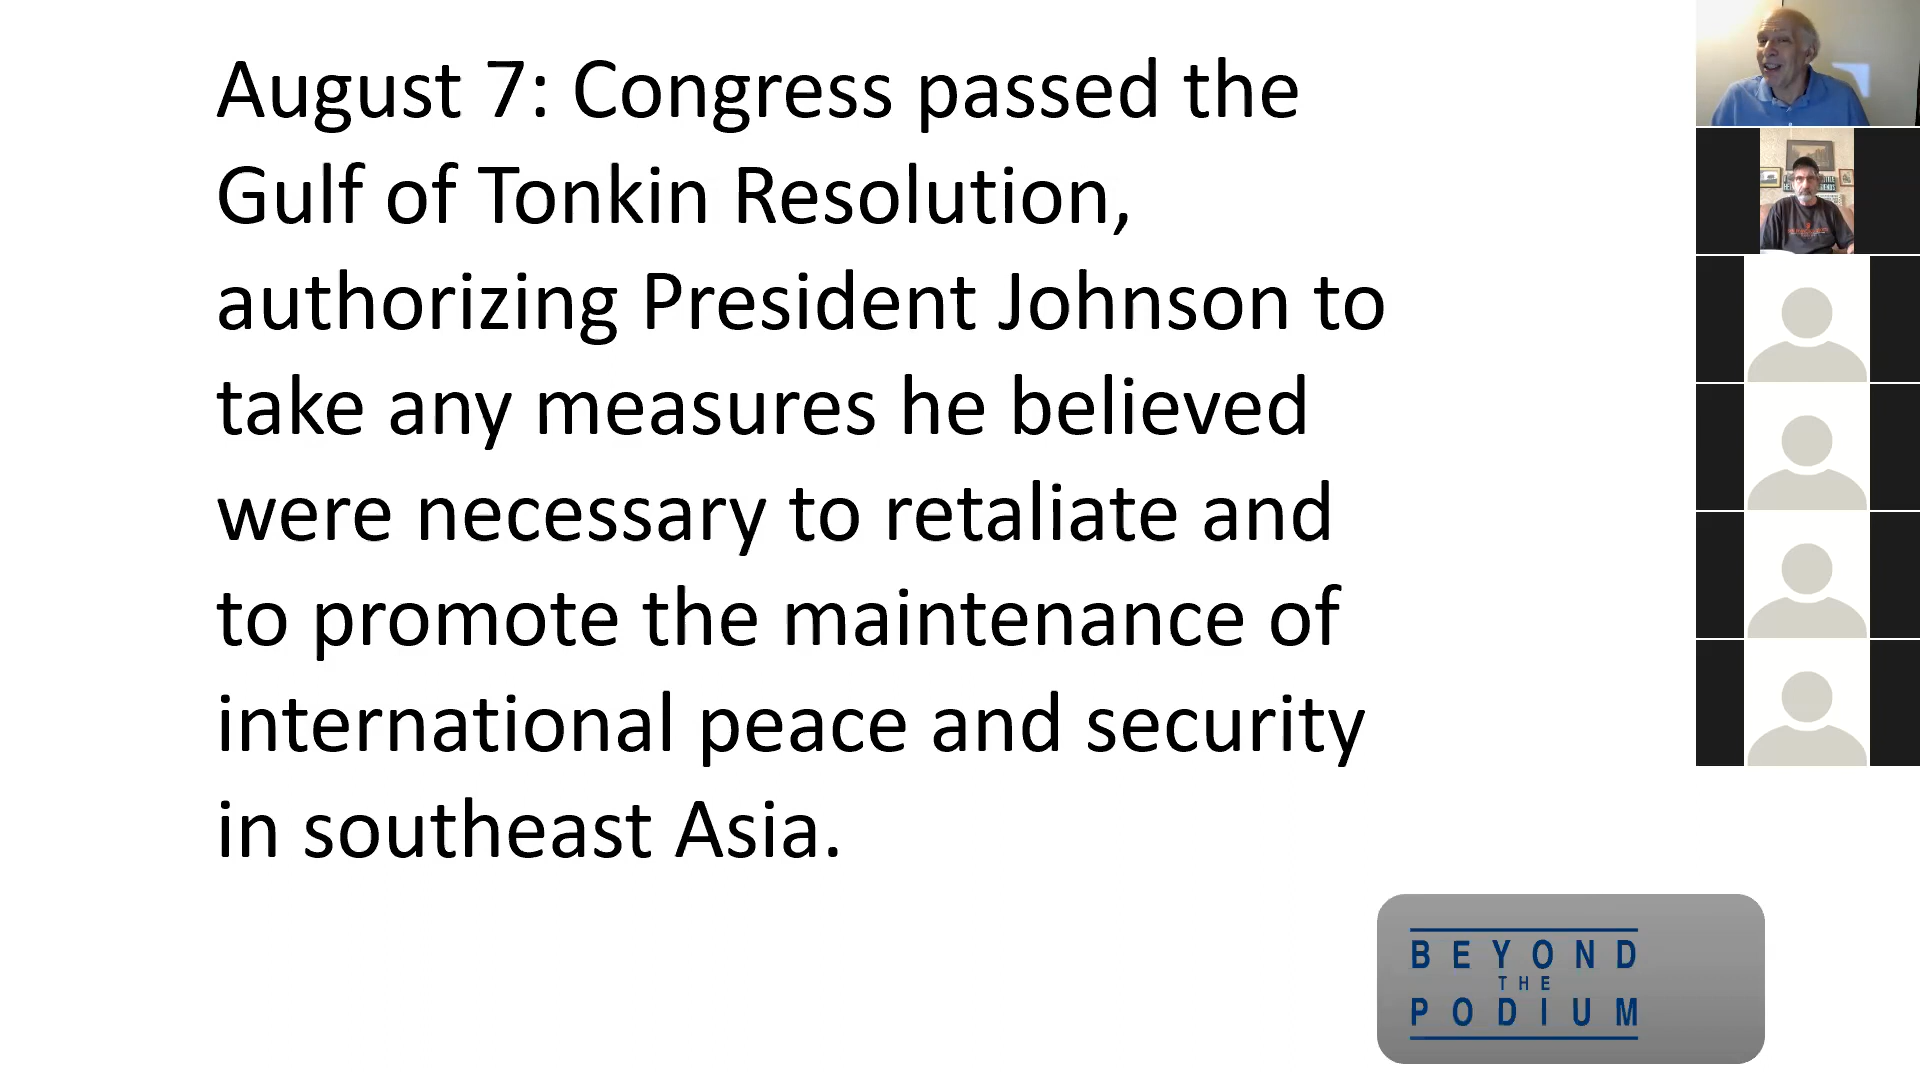 August 7: Congress passed the
Gulf of Tonkin Resolution,
authorizing President Johnson to
take any measures he believed
were necessary to retaliate and
to promote the maintenance of
international peace and security
in southeast Asia.
BEYOND
THE
PODIUM